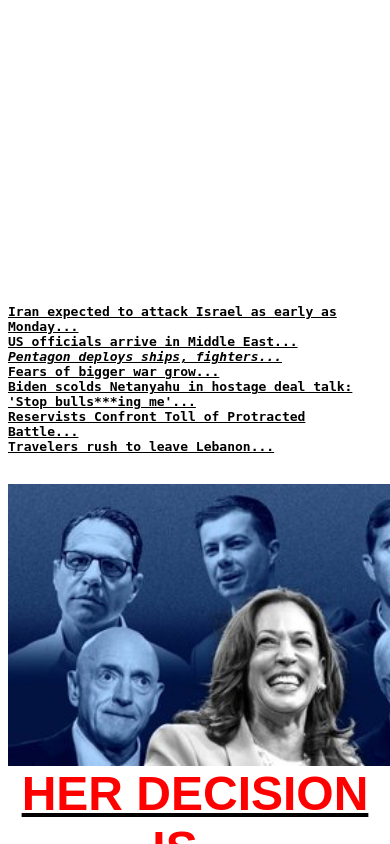 Iran expected to attack Israel as early as
Monday...
US officials arrive in Middle East...
Pentagon deploys ships, fighters...
Fears of bigger war grow...
Biden scolds Netanyahu in hostage deal talk:
'Stop bulls***ing me'...
Reservists Confront Toll of Protracted
Battle...
Travelers rush to leave Lebanon...
HER DECISION
IS